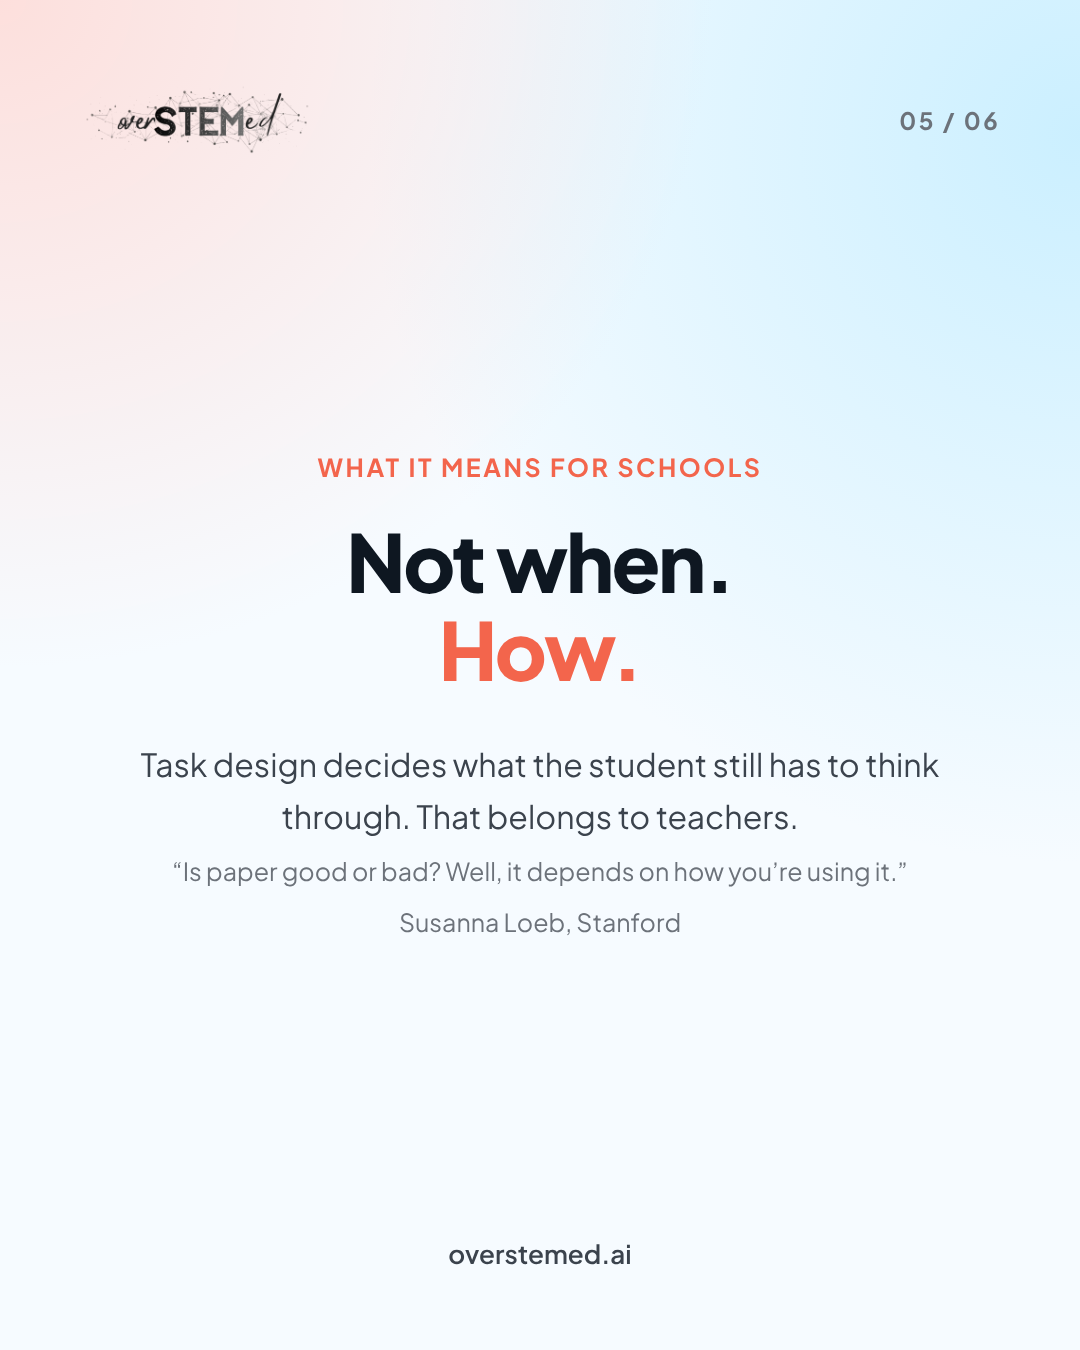 overSTEMed
05 / 06
WHAT IT MEANS FOR SCHOOLS
Not when.
How.
Task design decides what the student still has to think
through. That belongs to teachers.
“Is paper good or bad? Well, it depends on how you’re using it.”
Susanna Loeb, Stanford
overstemed.ai